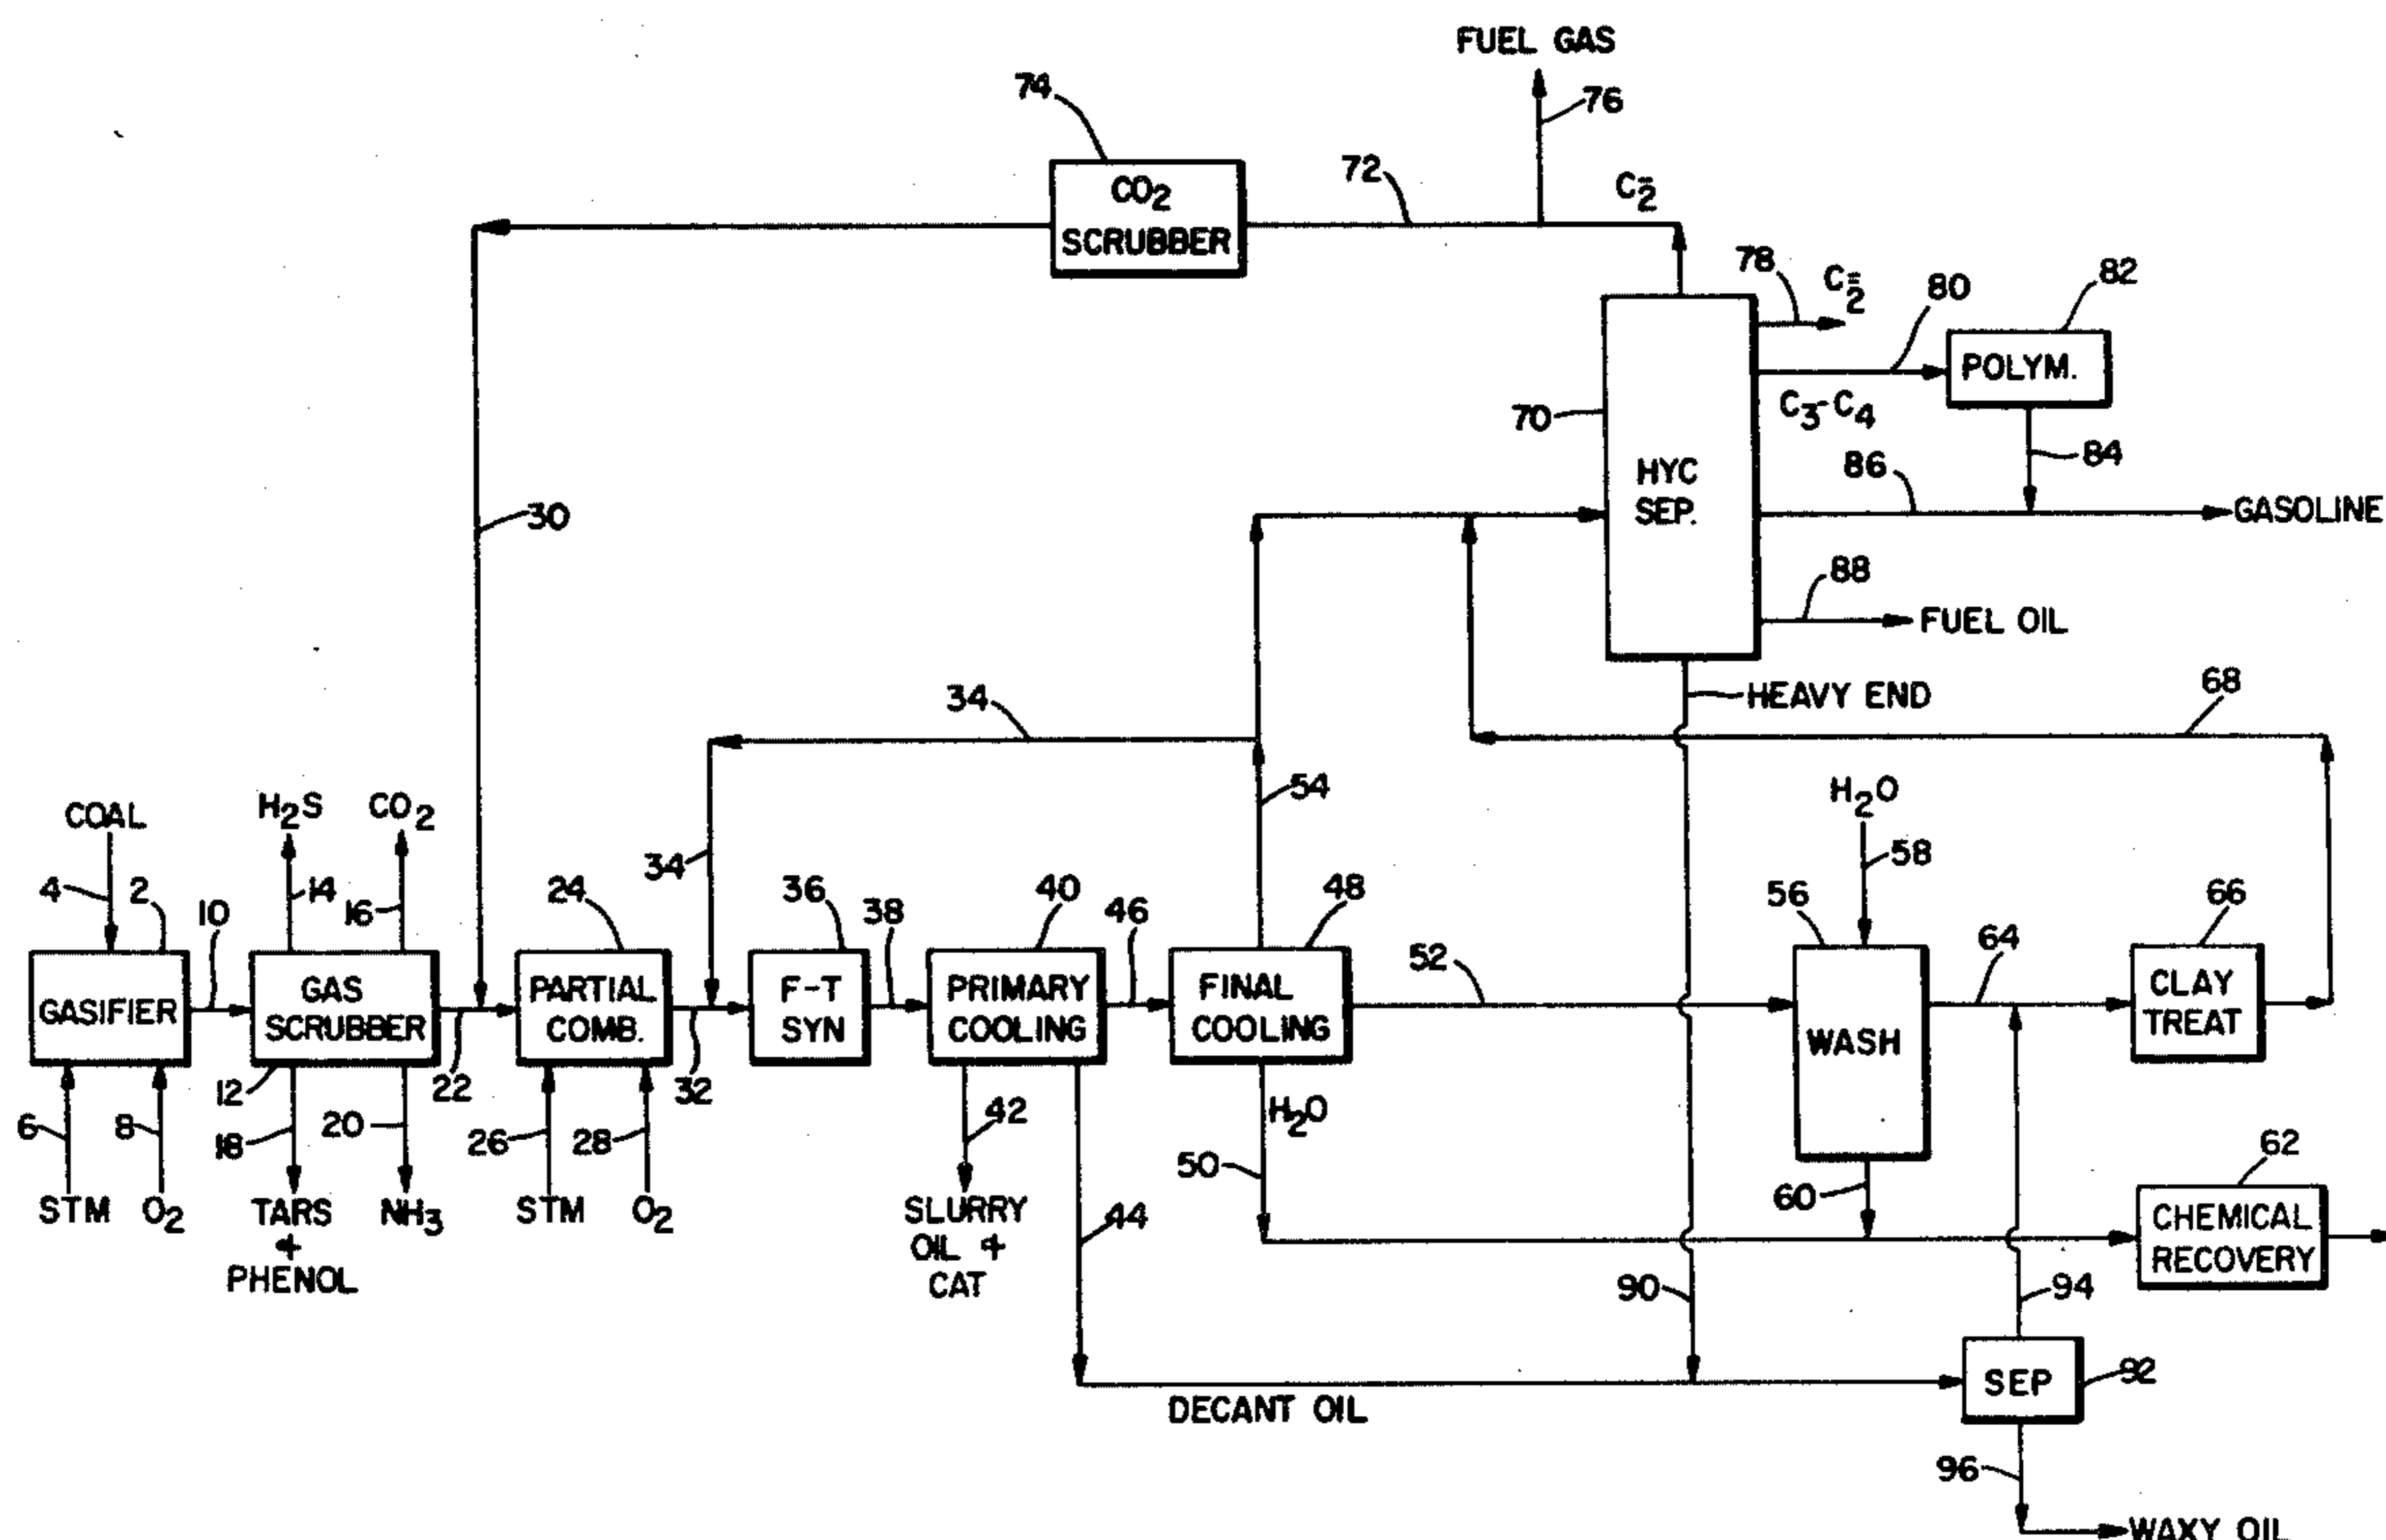 FUEL GAS
74
76
CO2
SCRUBBER
72
C2-
78
C2=
80
82
POLYM.
C3-C4
70
HYC
SEP.
84
86
GASOLINE
30
88
FUEL OIL
HEAVY END
34
68
54
COAL
H2S
CO2
H2O
58
4
2
10
14
16
24
34
36
38
40
46
48
52
56
64
66
GASIFIER
GAS
SCRUBBER
PARTIAL
COMB.
F-T
SYN
PRIMARY
COOLING
FINAL
COOLING
WASH
CLAY
TREAT
12
22
32
6
8
18
20
26
28
42
H2O
50
60
62
STM
O2
TARS
+
PHENOL
NH3
STM
O2
SLURRY
OIL +
CAT
44
CHEMICAL
RECOVERY
90
94
DECANT OIL
SEP
92
96
WAXY OIL